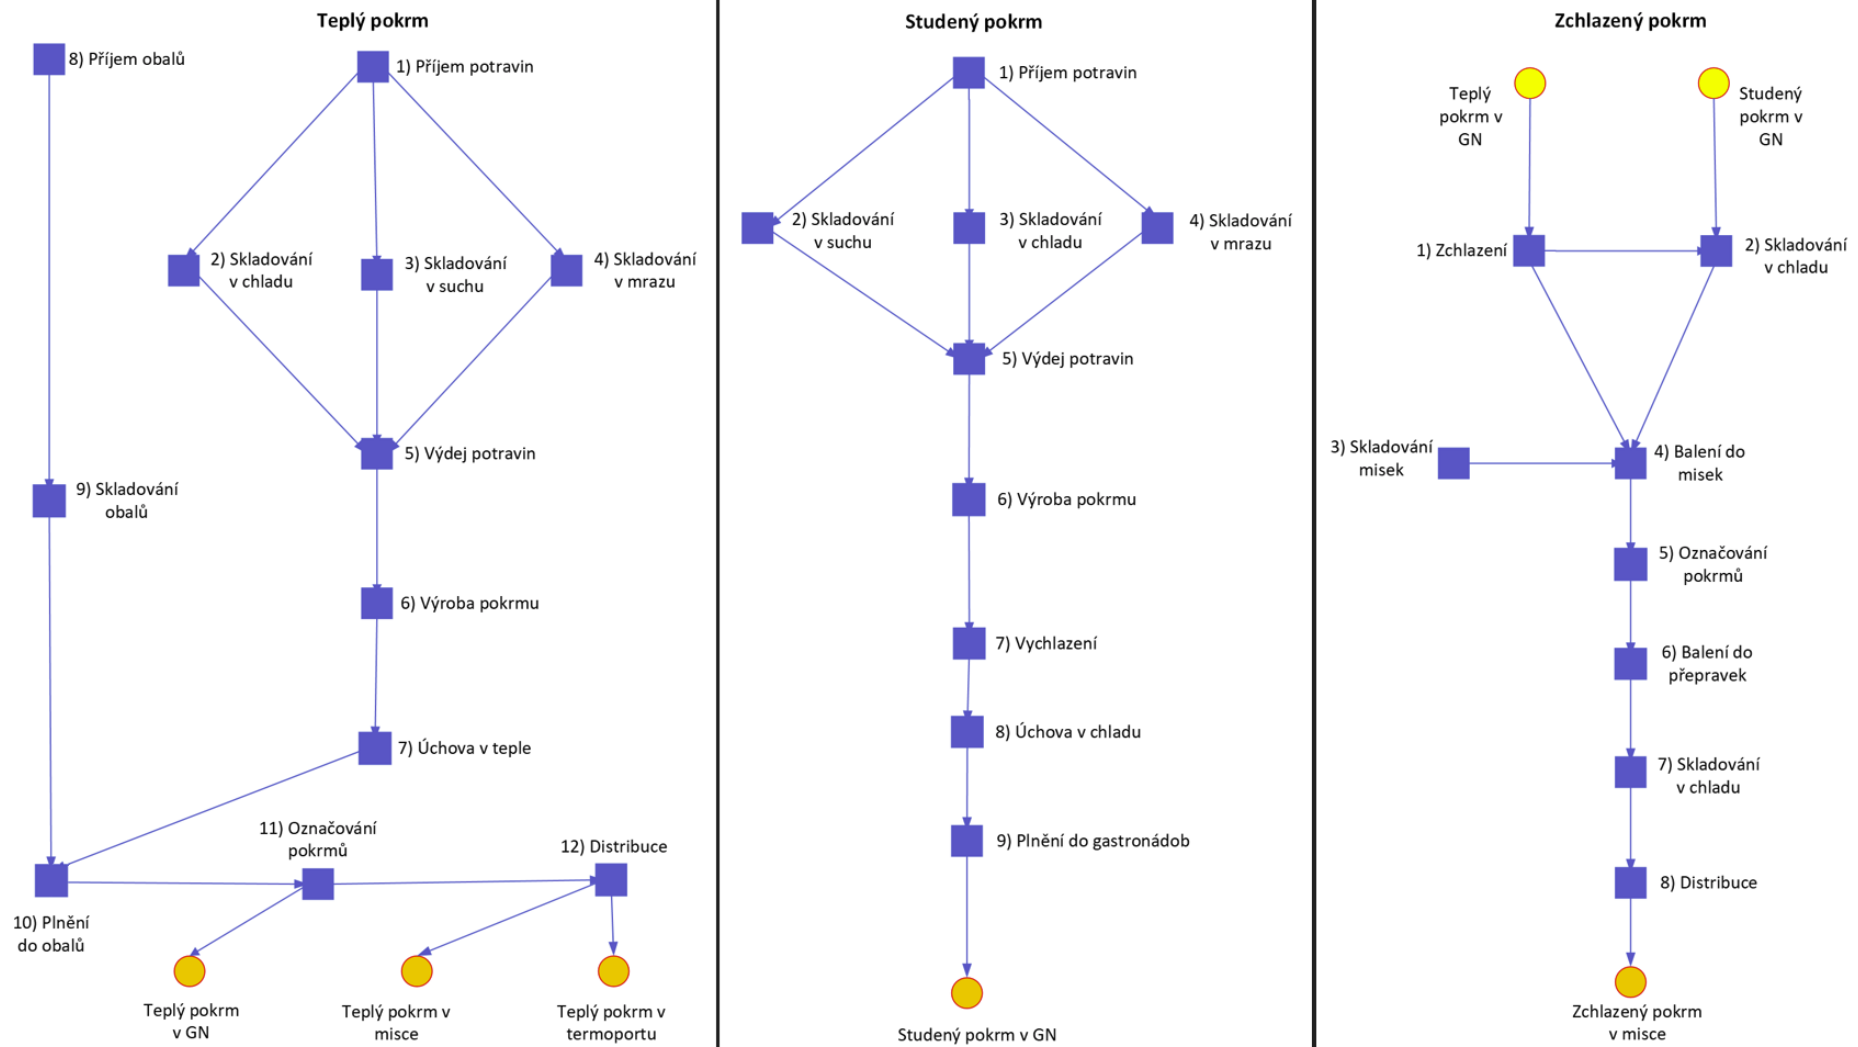 Teplý pokrm
8) Příjem obalů
1) Příjem potravin
2) Skladování
v chladu
3) Skladování
v suchu
4) Skladování
v mrazu
5) Výdej potravin
9) Skladování
obalů
6) Výroba pokrmu
7) Úchova v teple
11) Označování
pokrmů
12) Distribuce
10) Plnění
do obalů
Teplý pokrm
v GN
Teplý pokrm v
misce
Teplý pokrm v
termoportu
Studený pokrm
1) Příjem potravin
2) Skladování
v suchu
3) Skladování
v chladu
4) Skladování
v mrazu
5) Výdej potravin
6) Výroba pokrmu
7) Vychlazení
8) Úchova v chladu
9) Plnění do gastronádob
Studený pokrm v GN
Zchlazený pokrm
Teplý
pokrm v
GN
Studený
pokrm v
GN
1) Zchlazení
2) Skladování
v chladu
3) Skladování
misek
4) Balení do
misek
5) Označování
pokrmů
6) Balení do
přepravek
7) Skladování
v chladu
8) Distribuce
Zchlazený pokrm
v misce